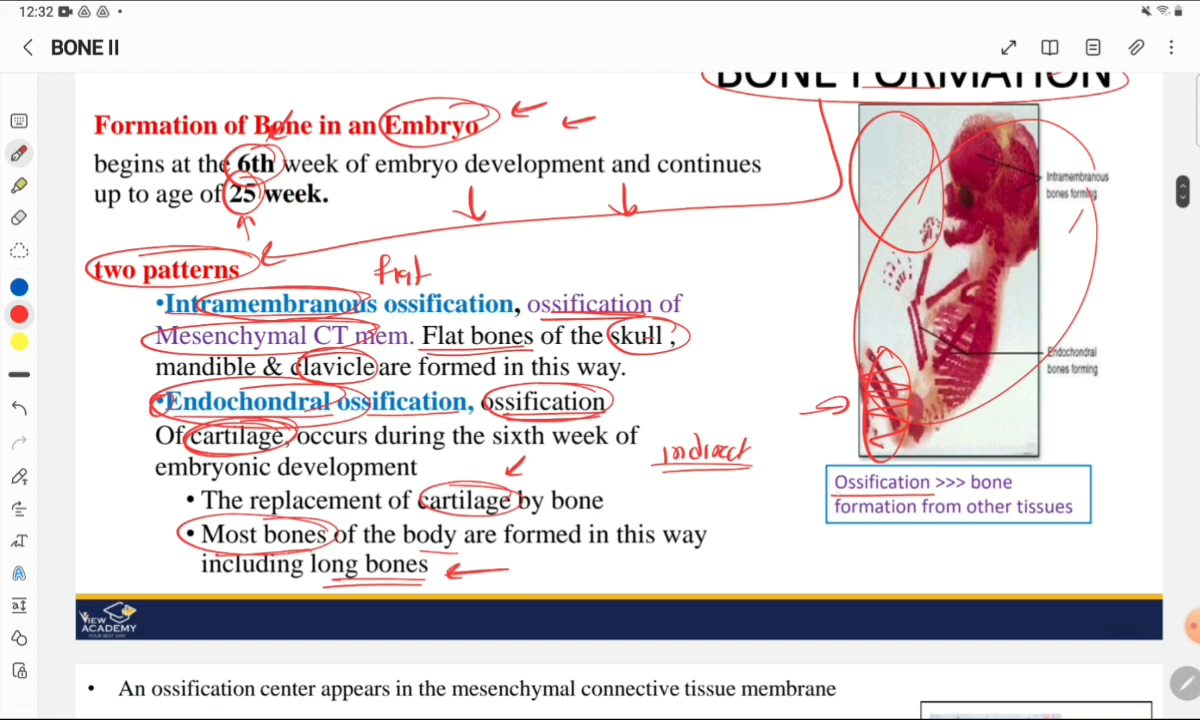 12:32
BONE II
BONE FORMATION
Formation of Bone in an Embryo
begins at the 6th week of embryo development and continues
up to age of 25 week.
two patterns
flat
•Intramembranous ossification, ossification of
Mesenchymal CT mem. Flat bones of the skull,
mandible & clavicle are formed in this way.
•Endochondral ossification, ossification
Of cartilage, occurs during the sixth week of
embryonic development
indirect
• The replacement of cartilage by bone
• Most bones of the body are formed in this way
including long bones
Intramembranous
bones forming
Endochondral
bones forming
Ossification >>> bone
formation from other tissues
VIEW
ACADEMY
YOUR BEST WAY
• An ossification center appears in the mesenchymal connective tissue membrane